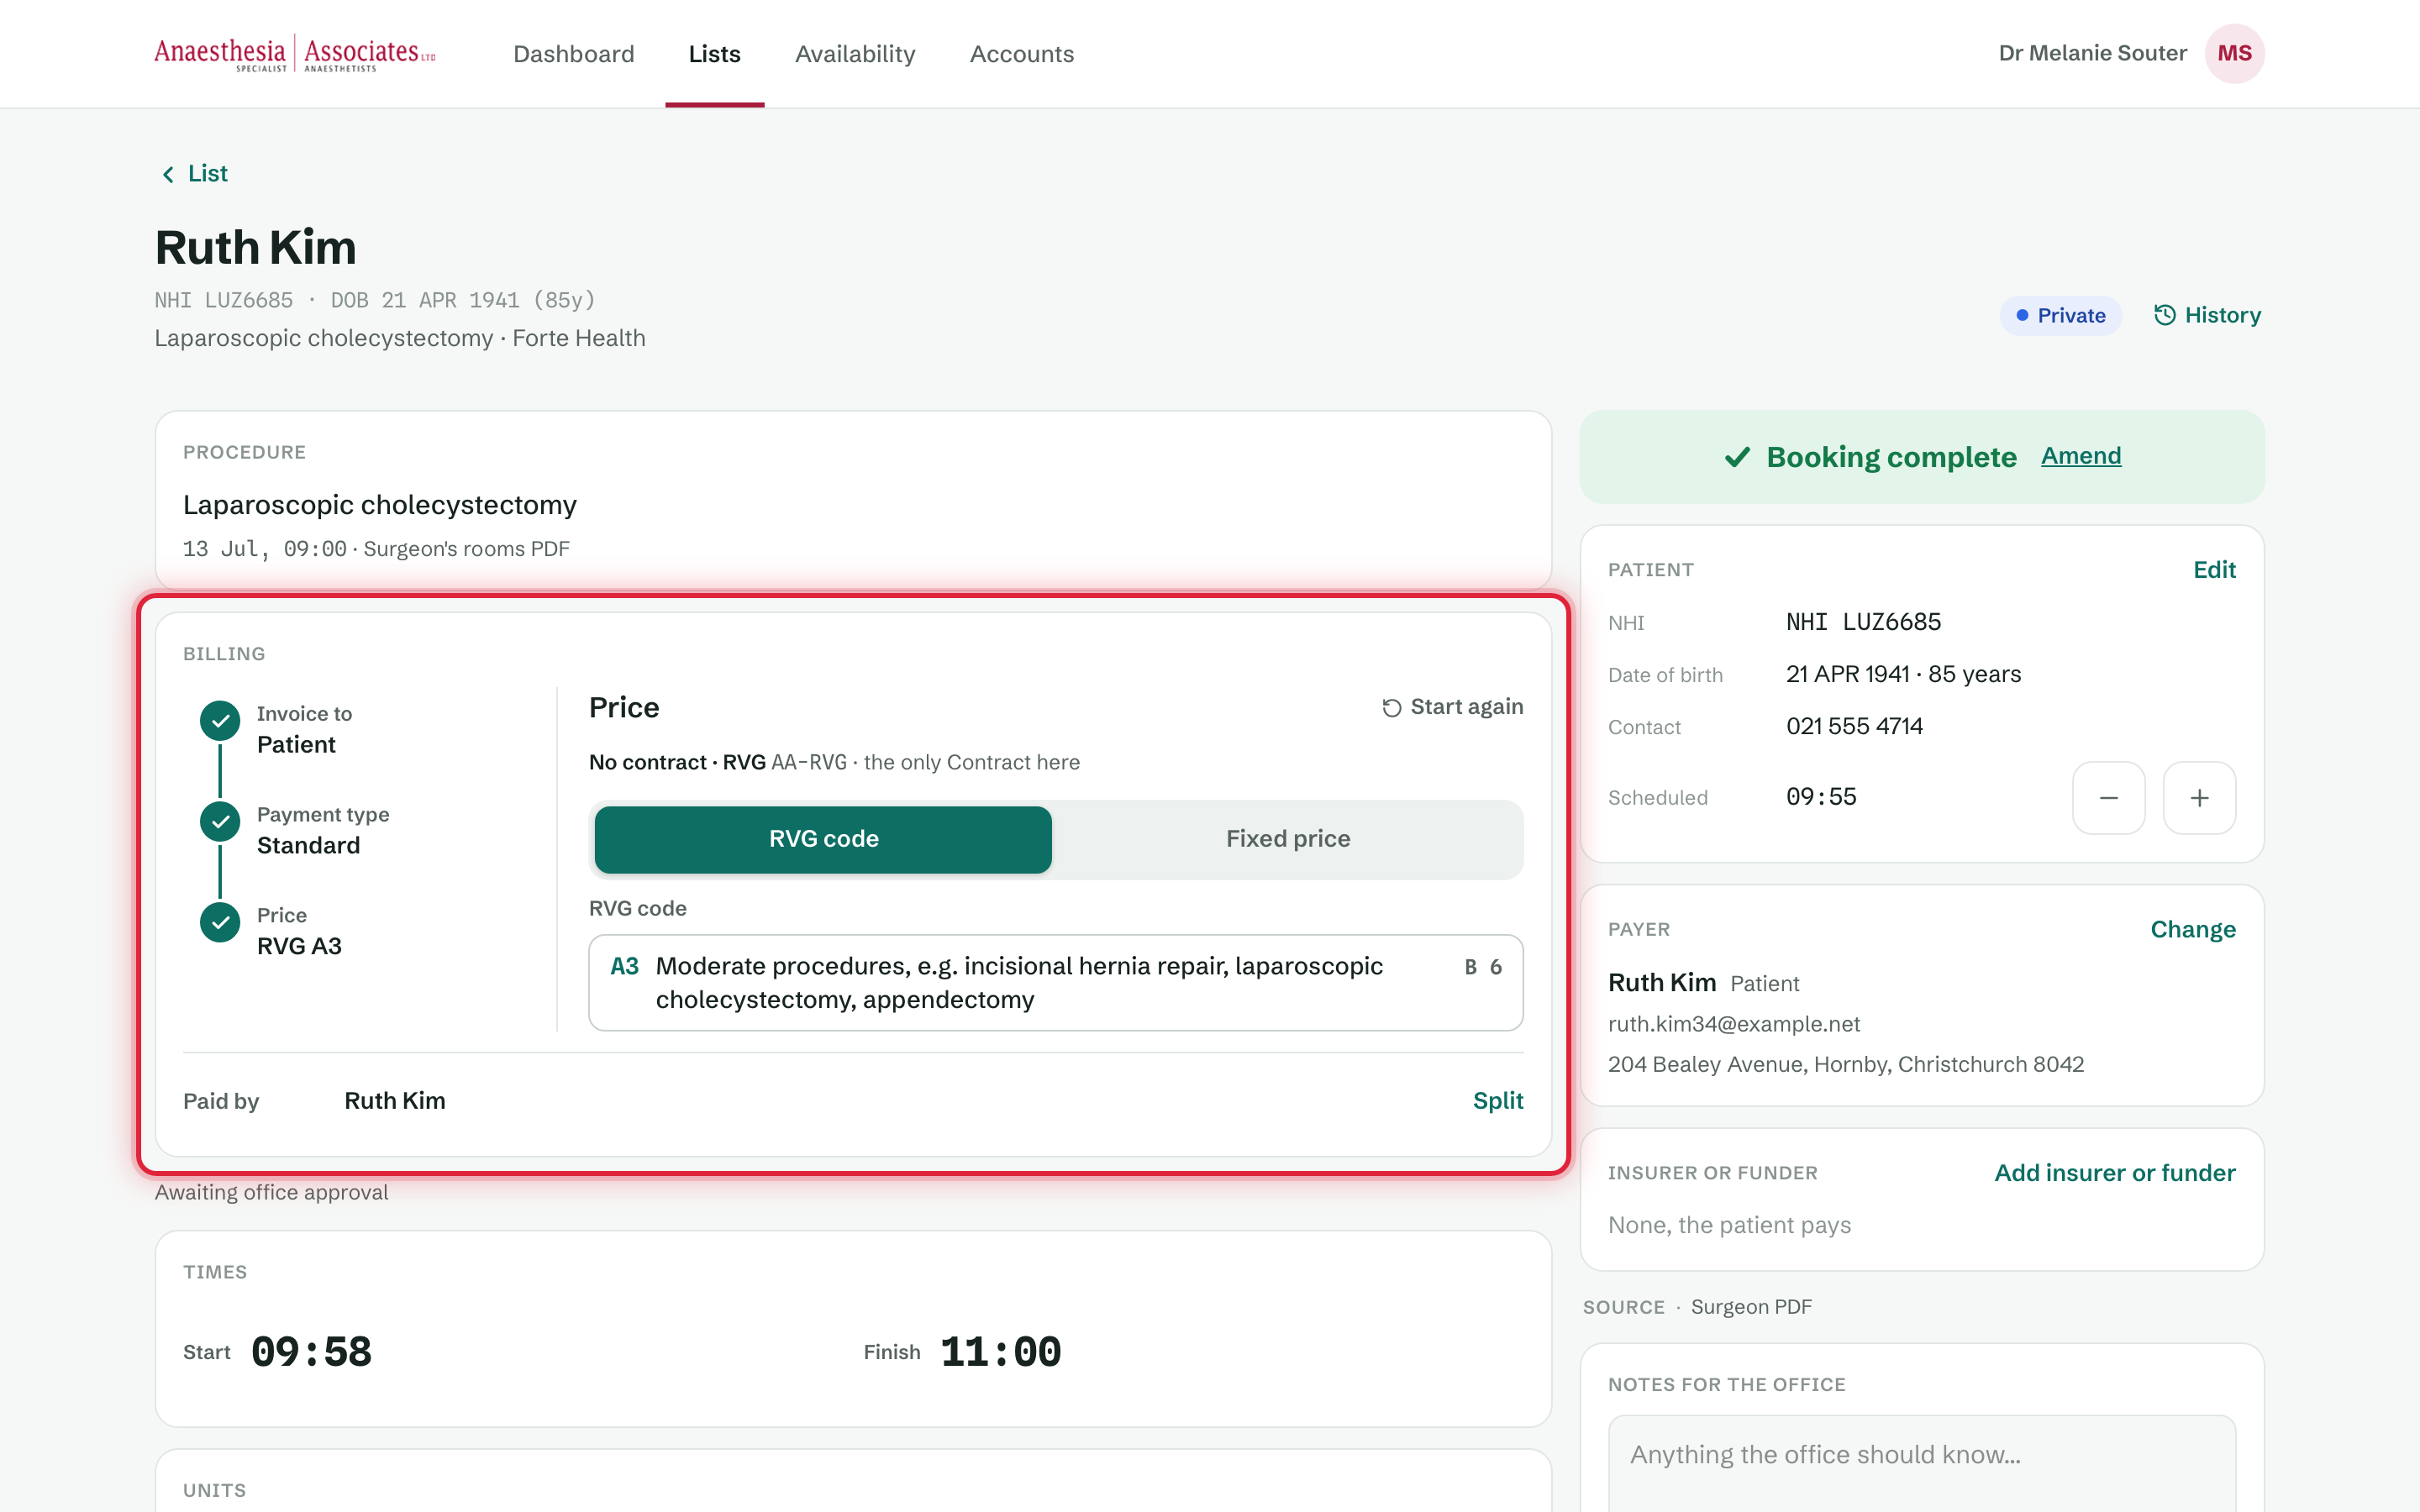 Anaesthesia | Associates LTD
SPECIALIST ANAESTHETISTS
Dashboard
Lists
Availability
Accounts
Dr Melanie Souter
MS
List
Ruth Kim
NHI LUZ6685 · DOB 21 APR 1941 (85y)
Laparoscopic cholecystectomy · Forte Health
Private
History
PROCEDURE
Laparoscopic cholecystectomy
13 Jul, 09:00 · Surgeon's rooms PDF
BILLING
Invoice to
Patient
Payment type
Standard
Price
RVG A3
Price
Start again
No contract · RVG AA-RVG · the only Contract here
RVG code
Fixed price
RVG code
A3 Moderate procedures, e.g. incisional hernia repair, laparoscopic B 6
cholecystectomy, appendectomy
Paid by
Ruth Kim
Split
Awaiting office approval
TIMES
Start 09:58
Finish 11:00
UNITS
Booking complete Amend
PATIENT
Edit
NHI
NHI LUZ6685
Date of birth
21 APR 1941 · 85 years
Contact
021 555 4714
Scheduled
09:55
PAYER
Change
Ruth Kim Patient
ruth.kim34@example.net
204 Bealey Avenue, Hornby, Christchurch 8042
INSURER OR FUNDER
Add insurer or funder
None, the patient pays
SOURCE · Surgeon PDF
NOTES FOR THE OFFICE
Anything the office should know...